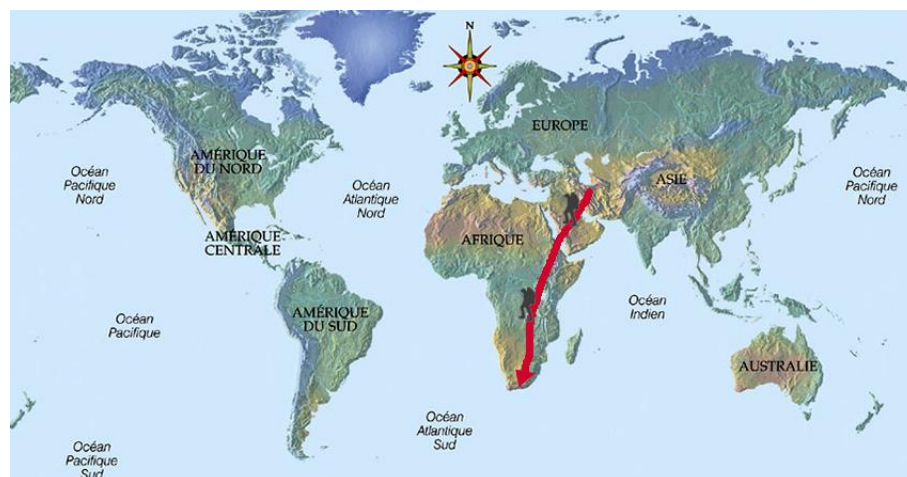 N
EUROPE
AMÉRIQUE
DU NORD
ASIE
Océan
Pacifique
Nord
Océan
Atlantique
Nord
Océan
Pacifique
Nord
AMÉRIQUE
CENTRALE
AFRIQUE
AMÉRIQUE
DU SUD
Océan
Pacifique
Océan
Indien
AUSTRALIE
Océan
Atlantique
Sud
Océan
Pacifique
Sud